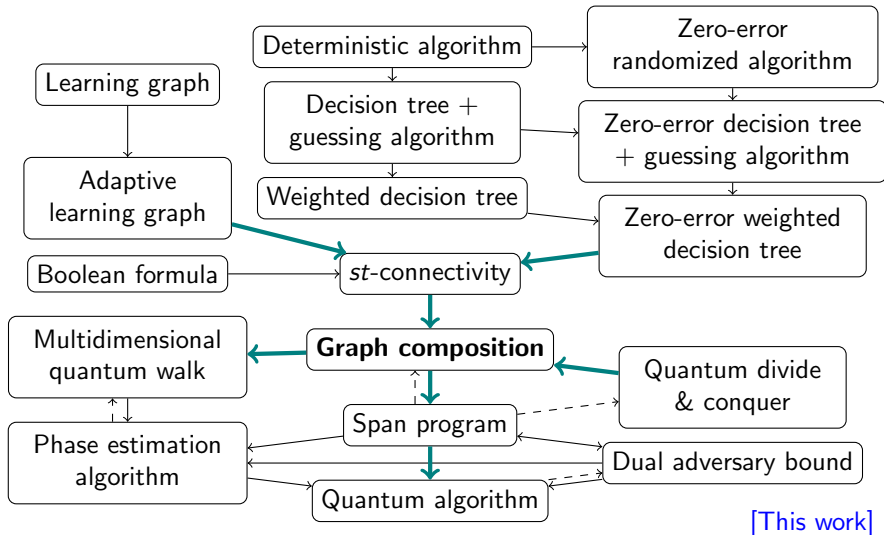 Deterministic algorithm
Zero-error
randomized algorithm
Learning graph
Decision tree +
guessing algorithm
Zero-error decision tree
+ guessing algorithm
Adaptive
learning graph
Weighted decision tree
Zero-error weighted
decision tree
Boolean formula
st-connectivity
Multidimensional
quantum walk
Graph composition
Quantum divide
& conquer
Phase estimation
algorithm
Span program
Dual adversary bound
Quantum algorithm
[This work]